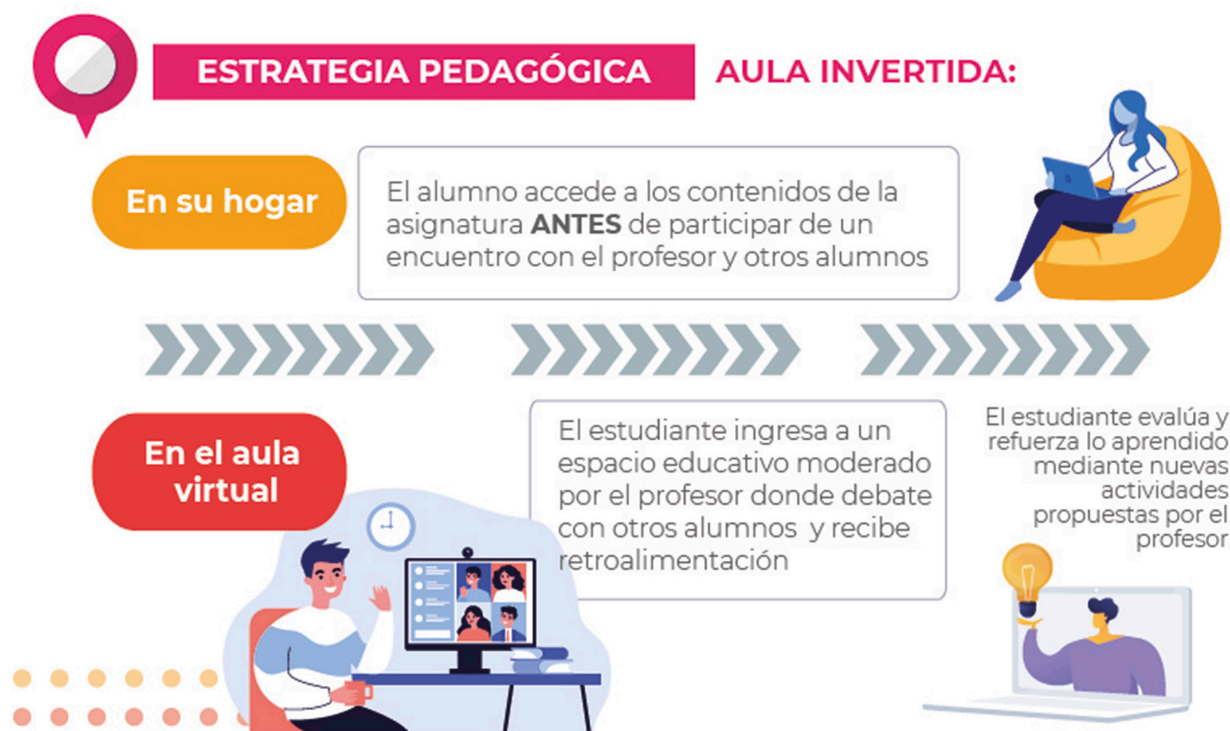 ESTRATEGIA PEDAGÓGICA AULA INVERTIDA:
En su hogar
El alumno accede a los contenidos de la
asignatura ANTES de participar de un
encuentro con el profesor y otros alumnos
En el aula
virtual
El estudiante ingresa a un
espacio educativo moderado
por el profesor donde debate
con otros alumnos y recibe
retroalimentación
El estudiante evalúa y
refuerza lo aprendido
mediante nuevas
actividades
propuestas por el
profesor